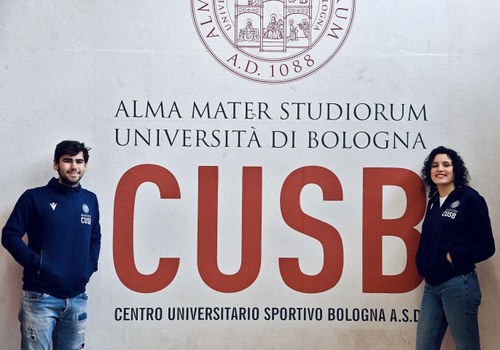 A.D. 1088
ALMA MATER STUDIORUM
UNIVERSITÀ DI BOLOGNA
CUSB
CENTRO UNIVERSITARIO SPORTIVO BOLOGNA A.S.D
CUSB
CUSB